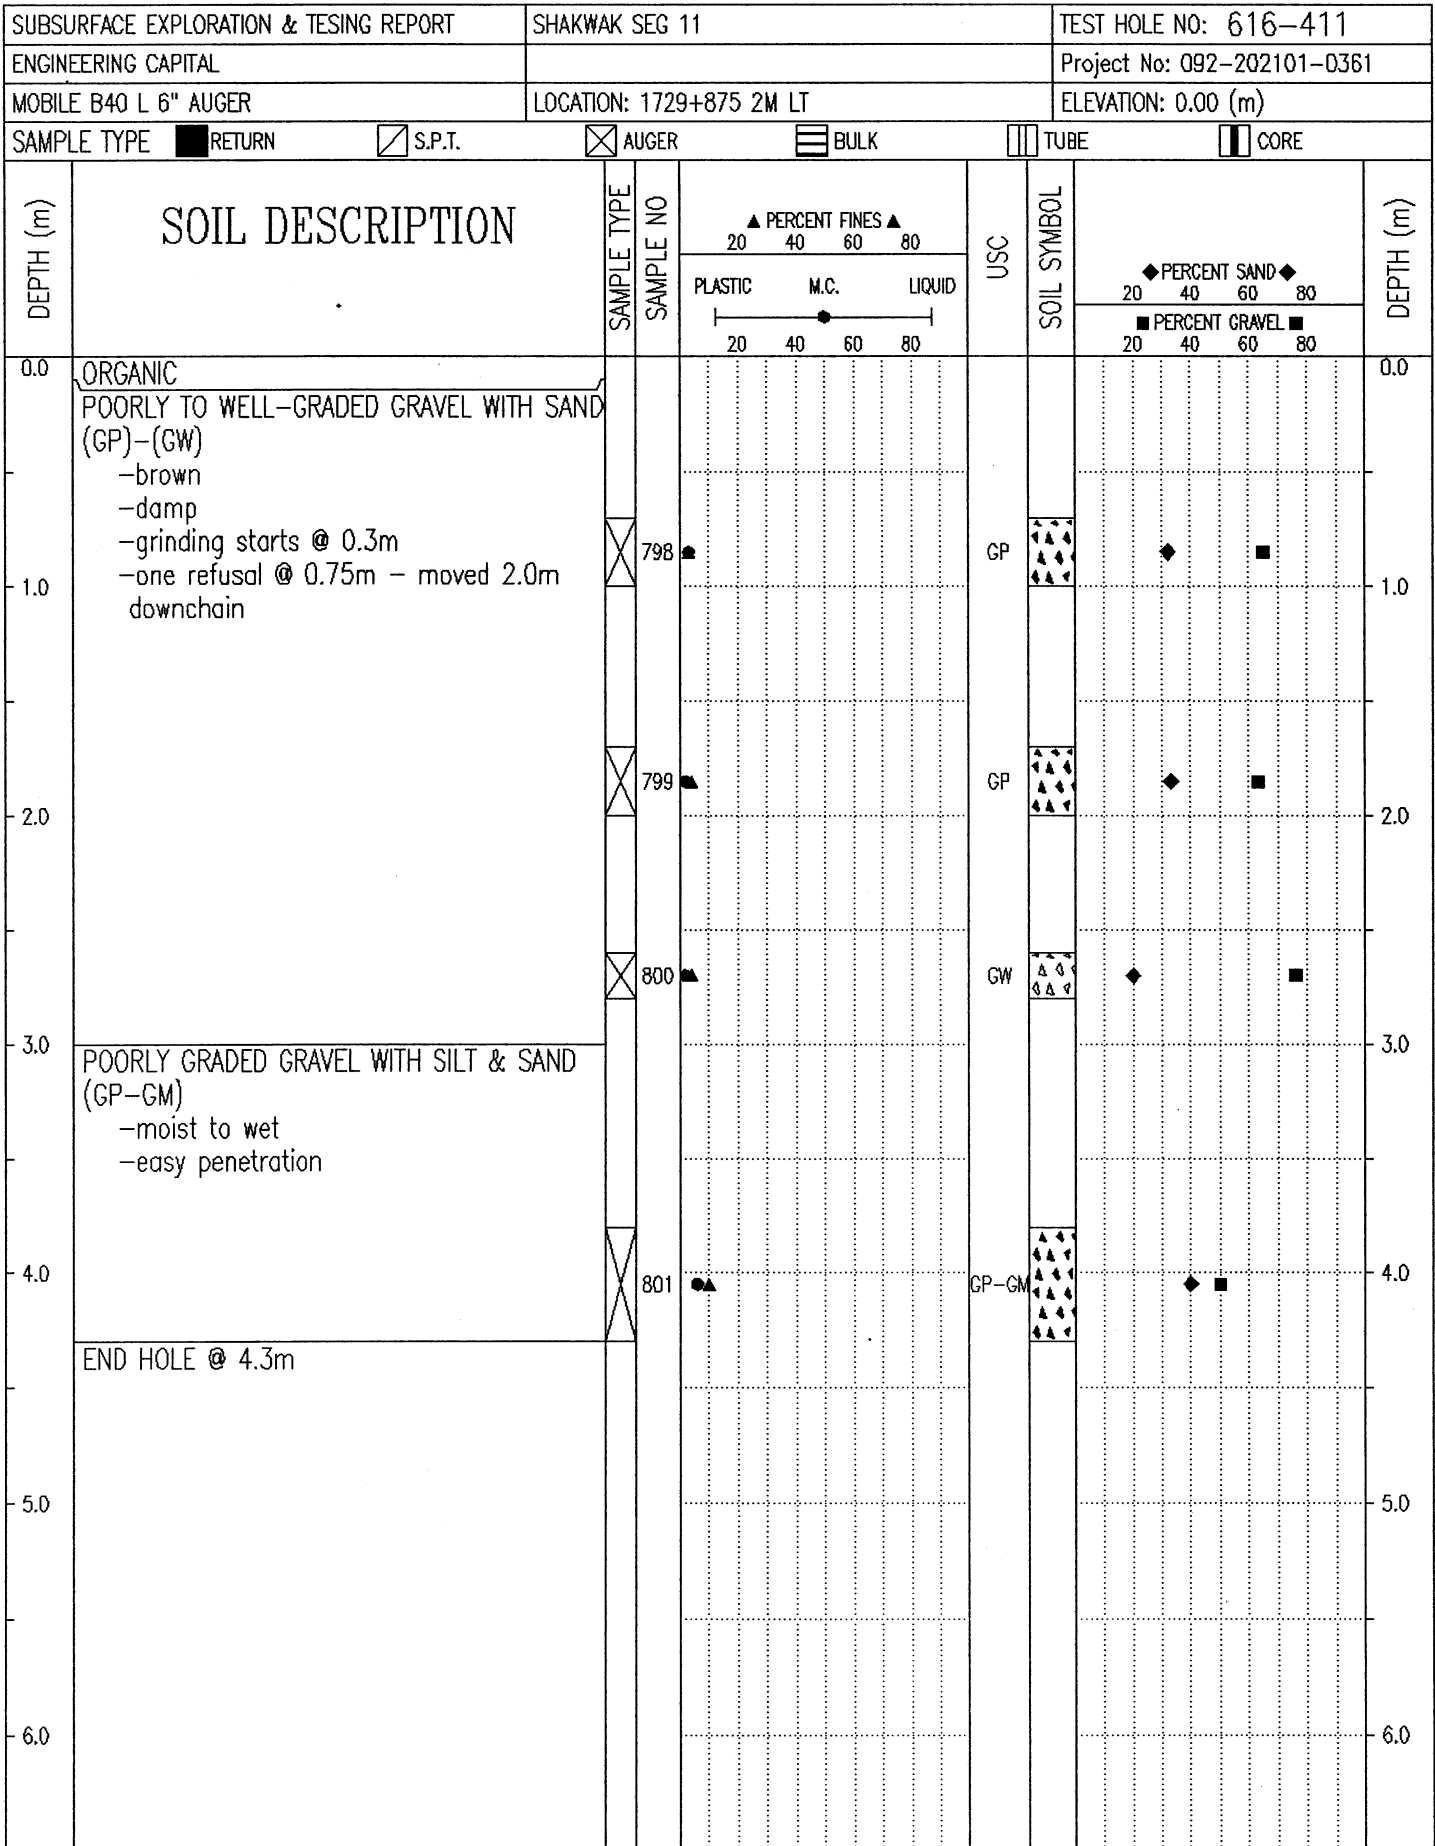 SUBSURFACE EXPLORATION & TESING REPORT SHAKWAK SEG 11 TEST HOLE NO: 616-411
ENGINEERING CAPITAL Project No: 092-202101-0361
MOBILE B40 L 6" AUGER LOCATION: 1729+875 2M LT ELEVATION: 0.00 (m)
SAMPLE TYPE RETURN S.P.T. AUGER BULK TUBE CORE
DEPTH (m)
SOIL DESCRIPTION
SAMPLE TYPE
SAMPLE NO
▲ PERCENT FINES ▲
20 40 60 80
PLASTIC M.C. LIQUID
20 40 60 80
USC
SOIL SYMBOL
◆PERCENT SAND◆
20 40 60 80
■ PERCENT GRAVEL ■
20 40 60 80
DEPTH (m)
0.0 ORGANIC 0.0
POORLY TO WELL-GRADED GRAVEL WITH SAND
(GP)-(GW)
-brown
-damp
-grinding starts @ 0.3m
798 GP
-one refusal @ 0.75m - moved 2.0m
1.0 1.0
downchain
799 GP
2.0 2.0
800 GW
3.0 3.0
POORLY GRADED GRAVEL WITH SILT & SAND
(GP-GM)
-moist to wet
-easy penetration
4.0 4.0
801 GP-GM
END HOLE @ 4.3m
5.0 5.0
6.0 6.0